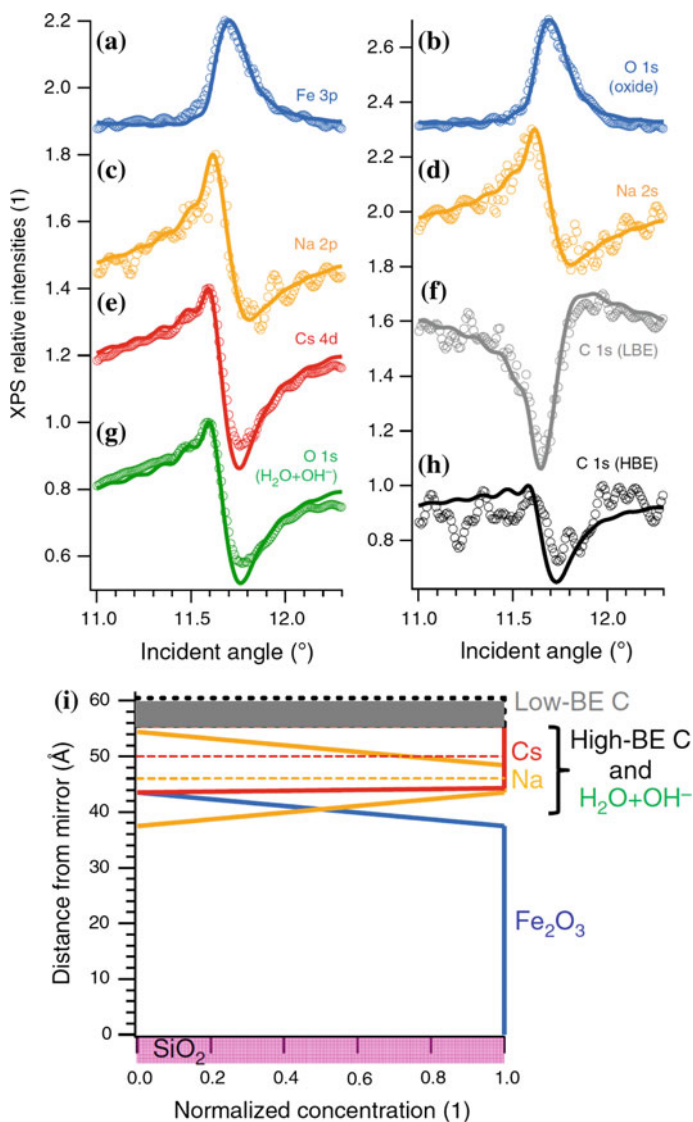 (a)
(b)
2.2
2.0
1.8
1.6
1.4
1.2
1.0
0.8
0.6
2.6
2.4
2.2
2.0
1.8
1.6
1.4
1.2
1.0
0.8
Fe 3p
O 1s
(oxide)
(c)
(d)
Na 2p
Na 2s
(e)
(f)
Cs 4d
C 1s (LBE)
(g)
(h)
O 1s
(H₂O+OH⁻)
C 1s (HBE)
XPS relative intensities (1)
11.0 11.5 12.0
11.0 11.5 12.0
Incident angle (°)
Incident angle (°)
(i)
60
50
40
30
20
10
0
Distance from mirror (Å)
Low-BE C
Cs
Na
High-BE C
and
H₂O+OH⁻
Fe₂O₃
SiO₂
0.0 0.2 0.4 0.6 0.8 1.0
Normalized concentration (1)